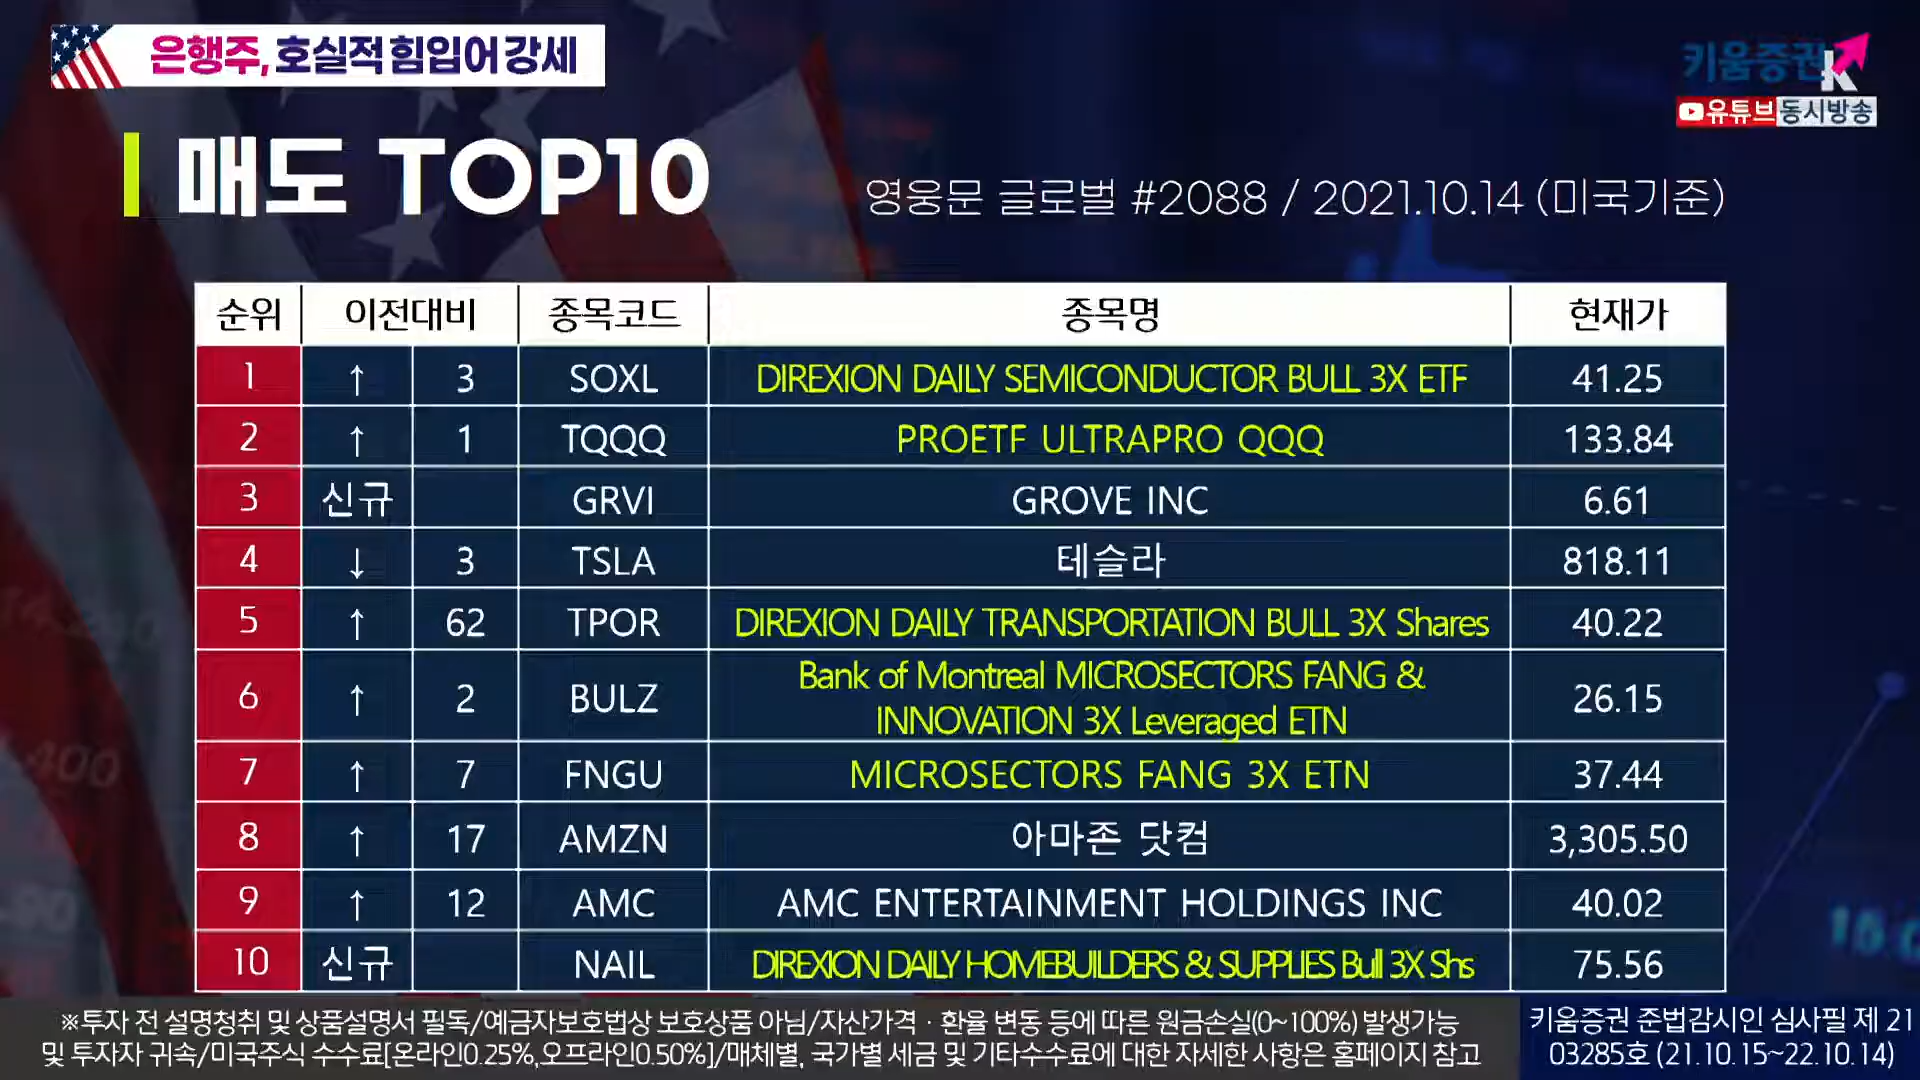 은행주, 호실적 힘입어 강세
키움증권
유튜브 동시방송
매도 TOP10
영웅문 글로벌 #2088 / 2021.10.14 (미국기준)
순위 이전대비 종목코드 종목명 현재가
1 ↑ 3 SOXL DIREXION DAILY SEMICONDUCTOR BULL 3X ETF 41.25
2 ↑ 1 TQQQ PROETF ULTRAPRO QQQ 133.84
3 신규 GRVI GROVE INC 6.61
4 ↓ 3 TSLA 테슬라 818.11
5 ↑ 62 TPOR DIREXION DAILY TRANSPORTATION BULL 3X Shares 40.22
6 ↑ 2 BULZ Bank of Montreal MICROSECTORS FANG &
INNOVATION 3X Leveraged ETN 26.15
7 ↑ 7 FNGU MICROSECTORS FANG 3X ETN 37.44
8 ↑ 17 AMZN 아마존 닷컴 3,305.50
9 ↑ 12 AMC AMC ENTERTAINMENT HOLDINGS INC 40.02
10 신규 NAIL DIREXION DAILY HOMEBUILDERS & SUPPLIES Bull 3X Shs 75.56
※투자 전 설명청취 및 상품설명서 필독/예금자보호법상 보호상품 아님/자산가격 · 환율 변동 등에 따른 원금손실(0~100%) 발생가능
및 투자자 귀속/미국주식 수수료[온라인0.25%,오프라인0.50%]/매체별, 국가별 세금 및 기타수수료에 대한 자세한 사항은 홈페이지 참고
키움증권 준법감시인 심사필 제 21
03285호 (21.10.15~22.10.14)